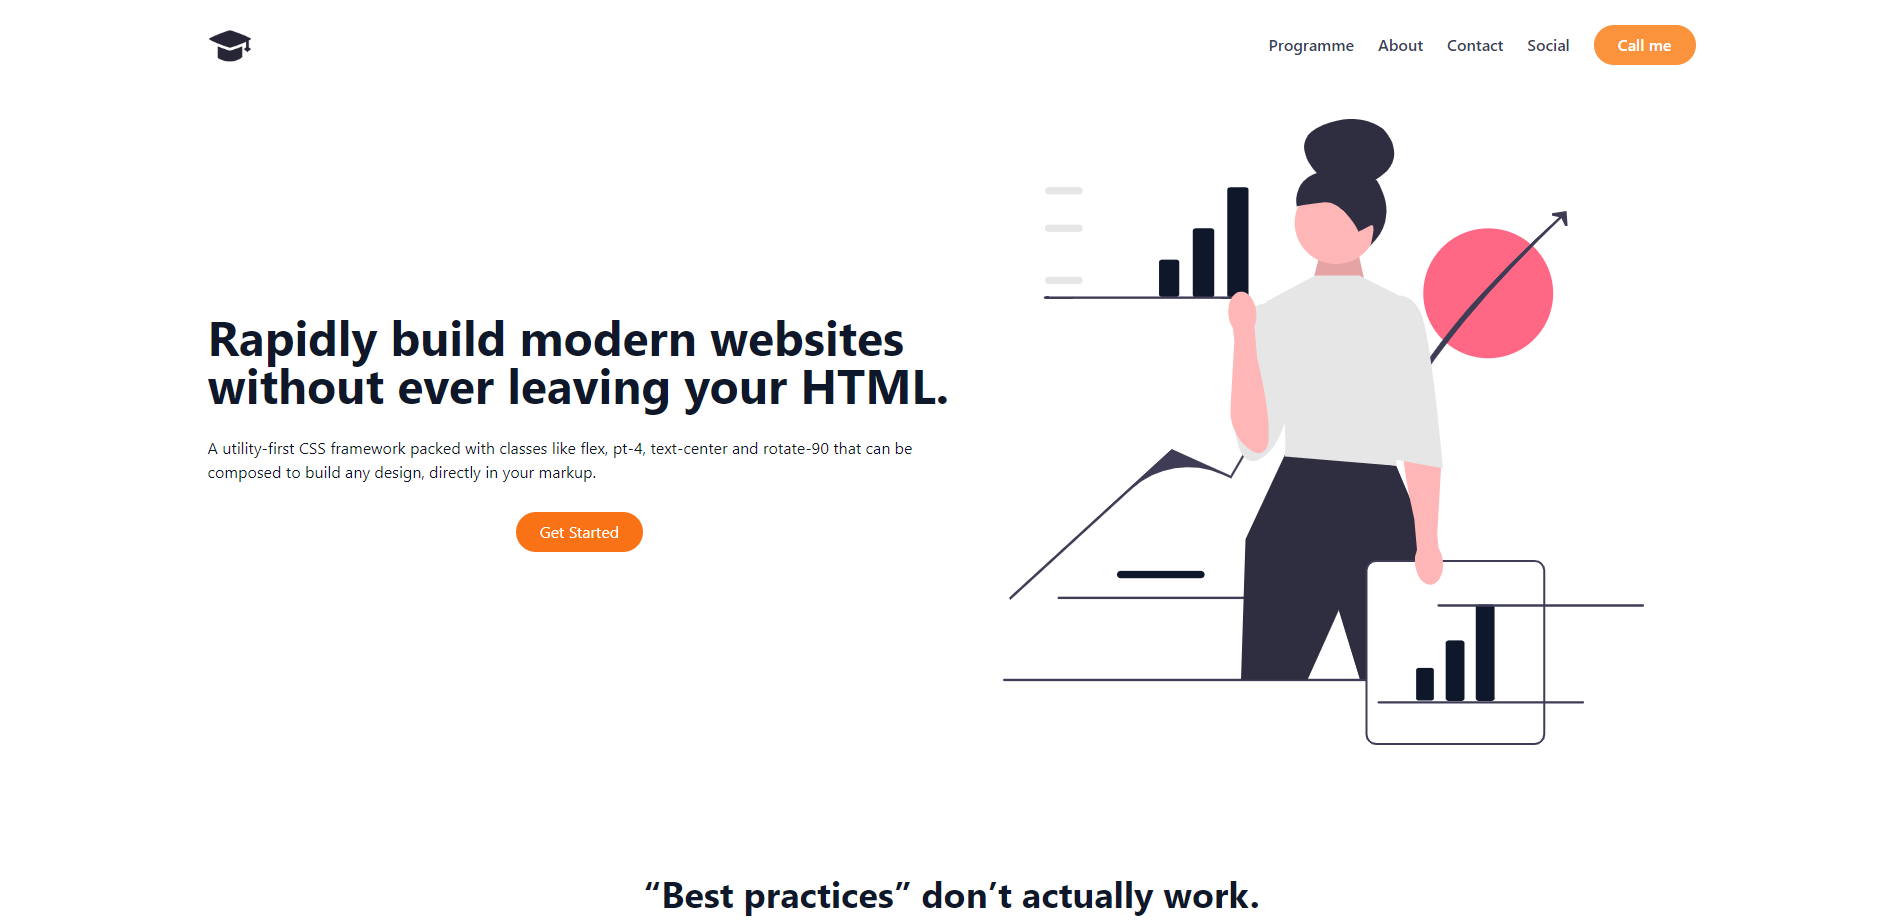 Programme About Contact Social Call me
Rapidly build modern websites
without ever leaving your HTML.
A utility-first CSS framework packed with classes like flex, pt-4, text-center and rotate-90 that can be
composed to build any design, directly in your markup.
Get Started
“Best practices” don’t actually work.